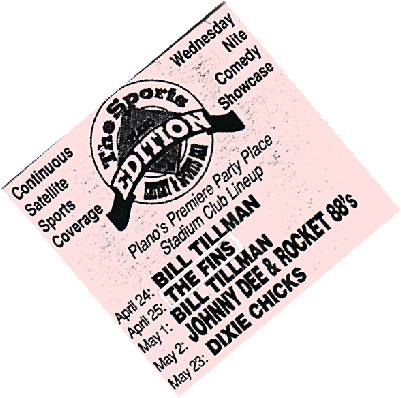 Continuous
Satellite
Sports
Coverage
The Sports
EDITION
Wednesday
Nite
Comedy
Showcase
Plano's Premiere Party Place
Stadium Club Lineup
April 24: BILL TILLMAN
April 25: THE FINS
May 1: BILL TILLMAN
May 2: JOHNNY DEE & ROCKET 88's
May 23: DIXIE CHICKS